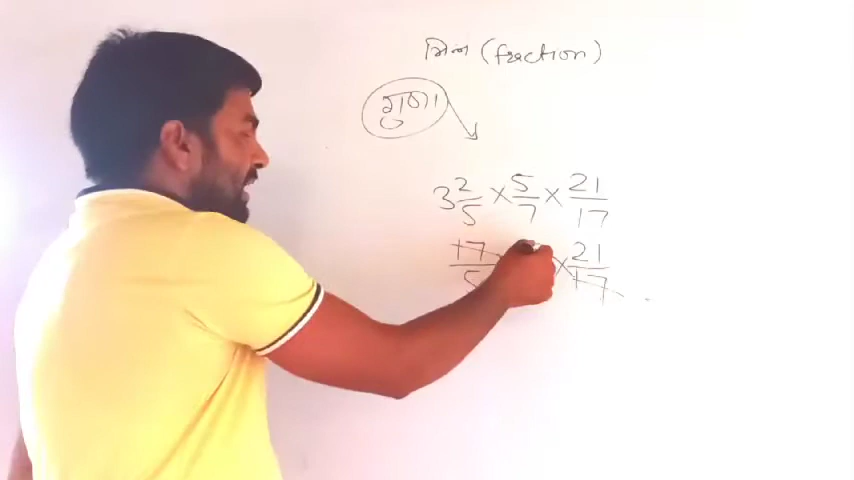 भिन्न (fraction)
गुणा
3 2/5 × 5/7 × 21/17
17/5 × 21/17